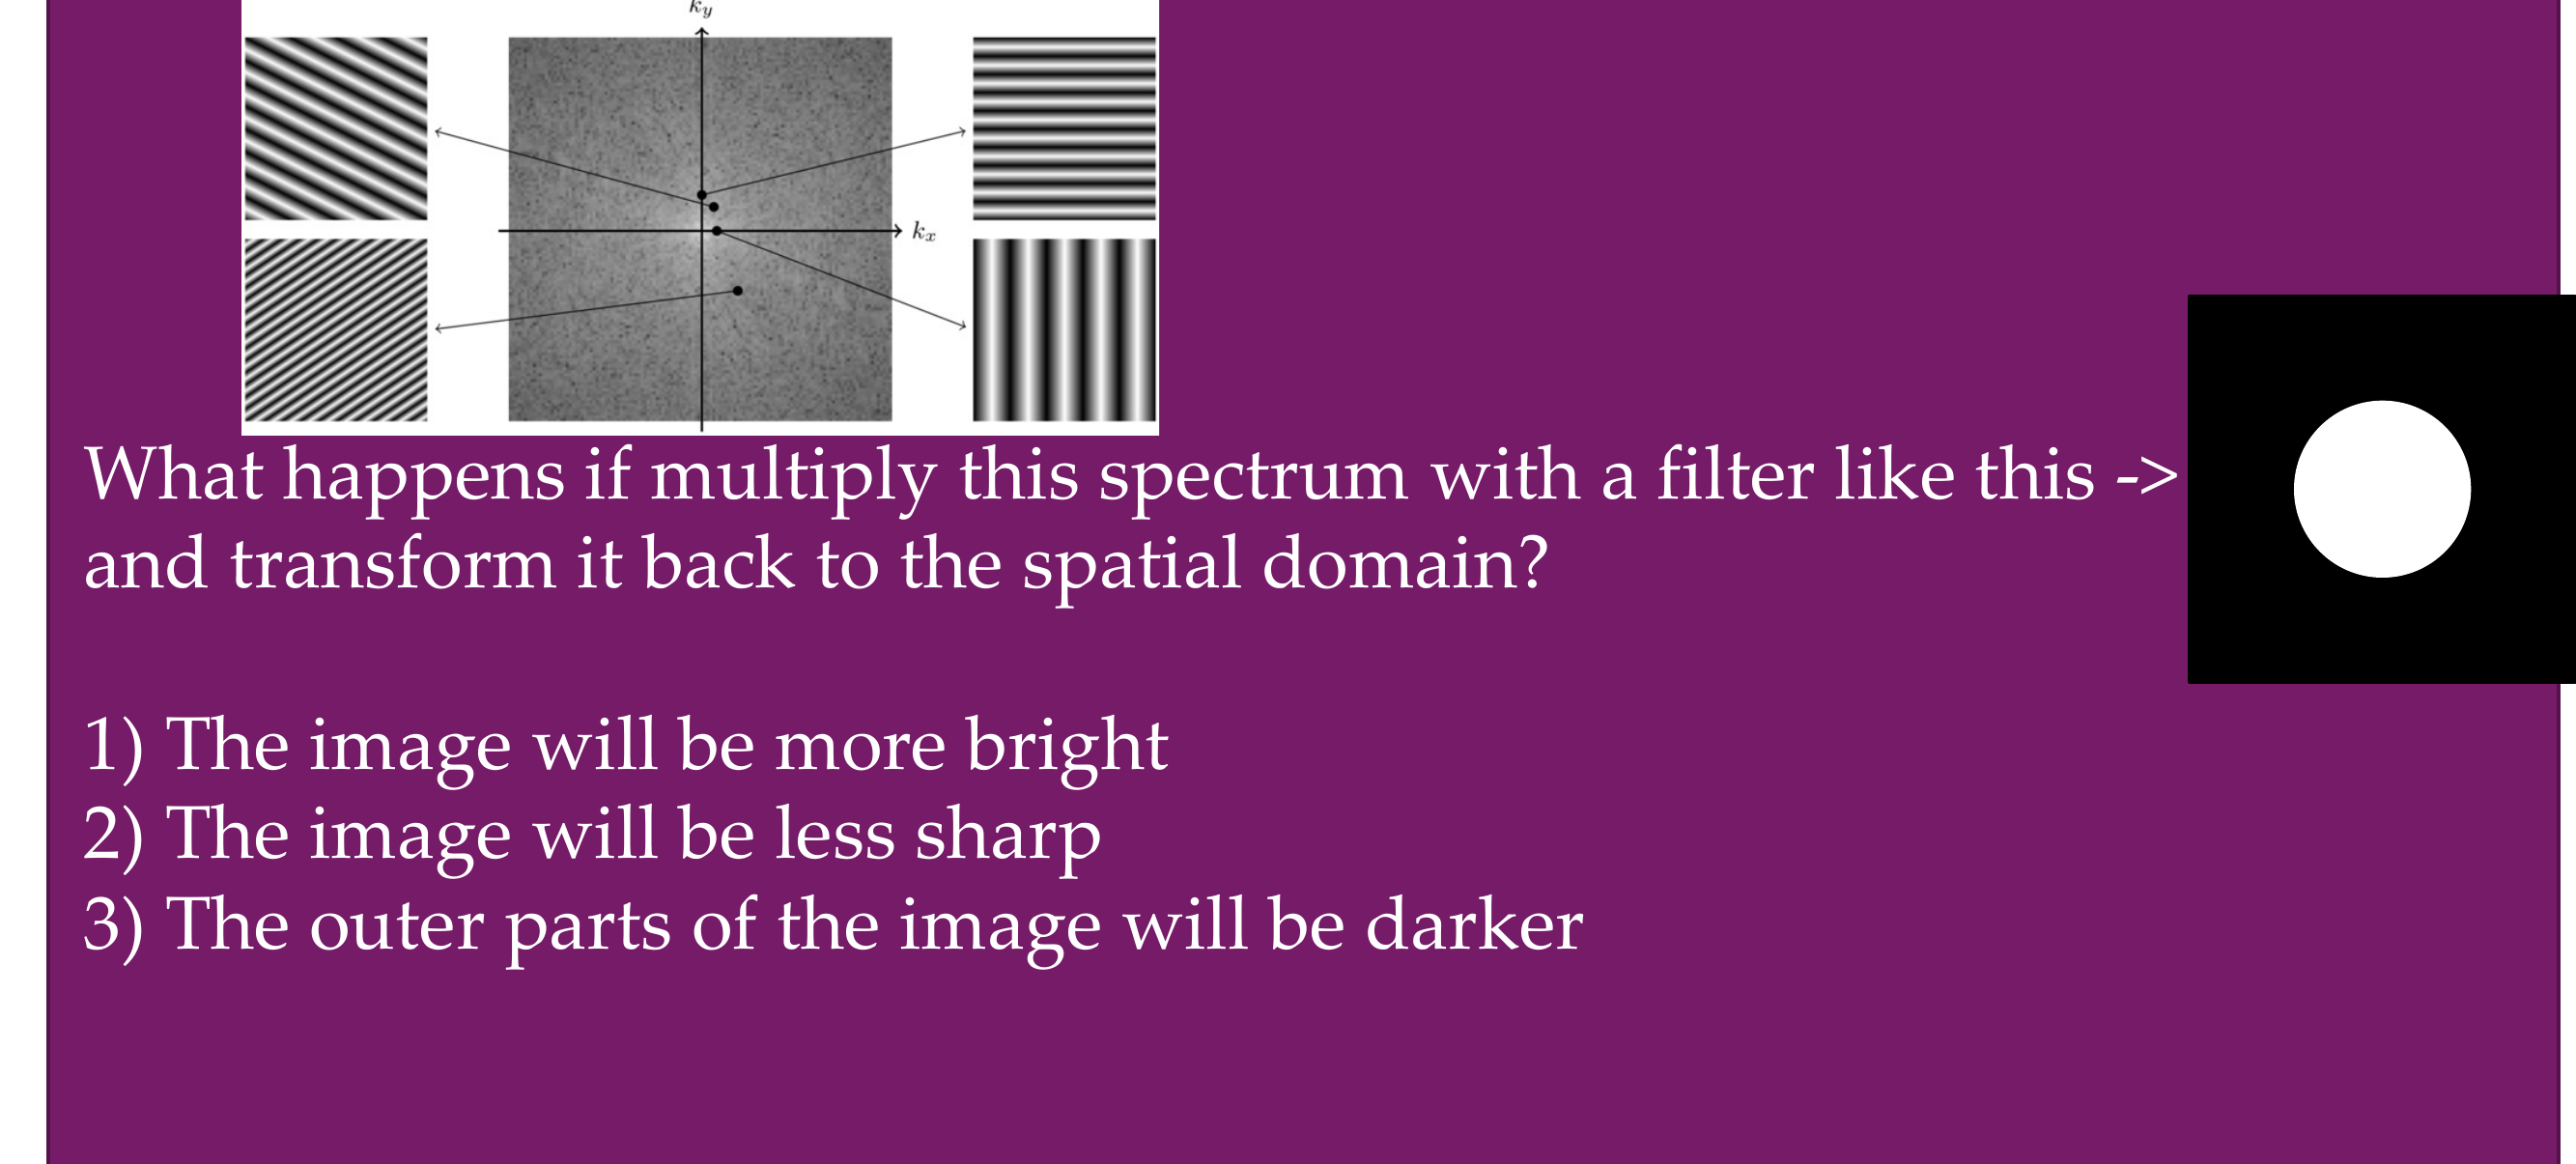 k_y
k_x
What happens if multiply this spectrum with a filter like this ->
and transform it back to the spatial domain?
1) The image will be more bright
2) The image will be less sharp
3) The outer parts of the image will be darker